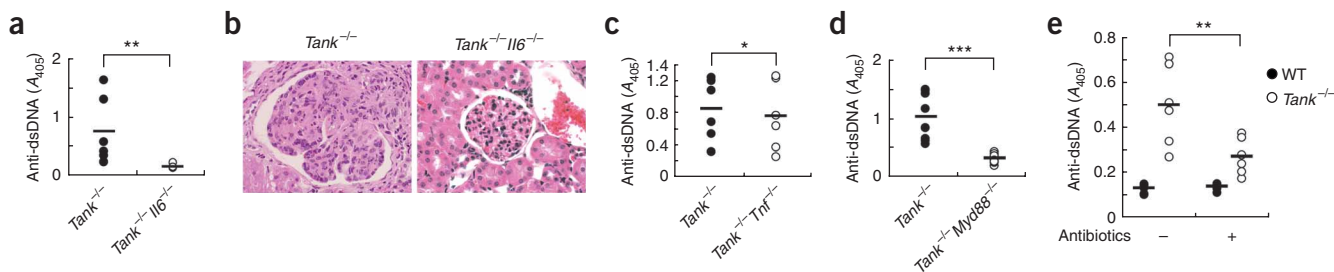 a
**
Anti-dsDNA (A405)
2
1
0
Tank–/–
Tank–/–Il6–/–
b
Tank–/–
Tank–/–Il6–/–
c
*
Anti-dsDNA (A405)
1.4
1.2
0.8
0.4
0
Tank–/–
Tank–/–Tnf–/–
d
***
Anti-dsDNA (A405)
2
1
0
Tank–/–
Tank–/–Myd88–/–
e
**
Anti-dsDNA (A405)
0.8
0.6
0.4
0.2
0
WT
Tank–/–
Antibiotics – +